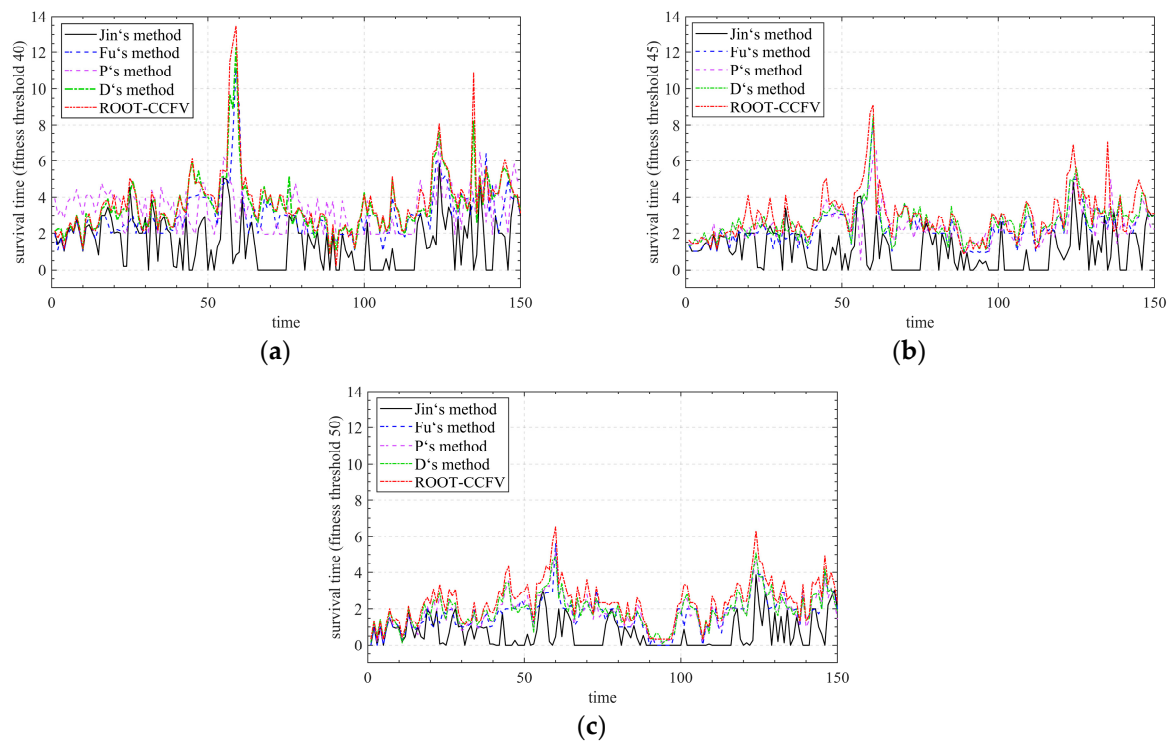 14
12
10
8
6
4
2
0
survival time (fitness threshold 40)
Jin‘s method
Fu‘s method
P‘s method
D‘s method
ROOT-CCFV
0
50
100
150
time
(a)
14
12
10
8
6
4
2
0
survival time (fitness threshold 45)
Jin‘s method
Fu‘s method
P‘s method
D‘s method
ROOT-CCFV
0
50
100
150
time
(b)
14
12
10
8
6
4
2
0
survival time (fitness threshold 50)
Jin‘s method
Fu‘s method
P‘s method
D‘s method
ROOT-CCFV
0
50
100
150
time
(c)